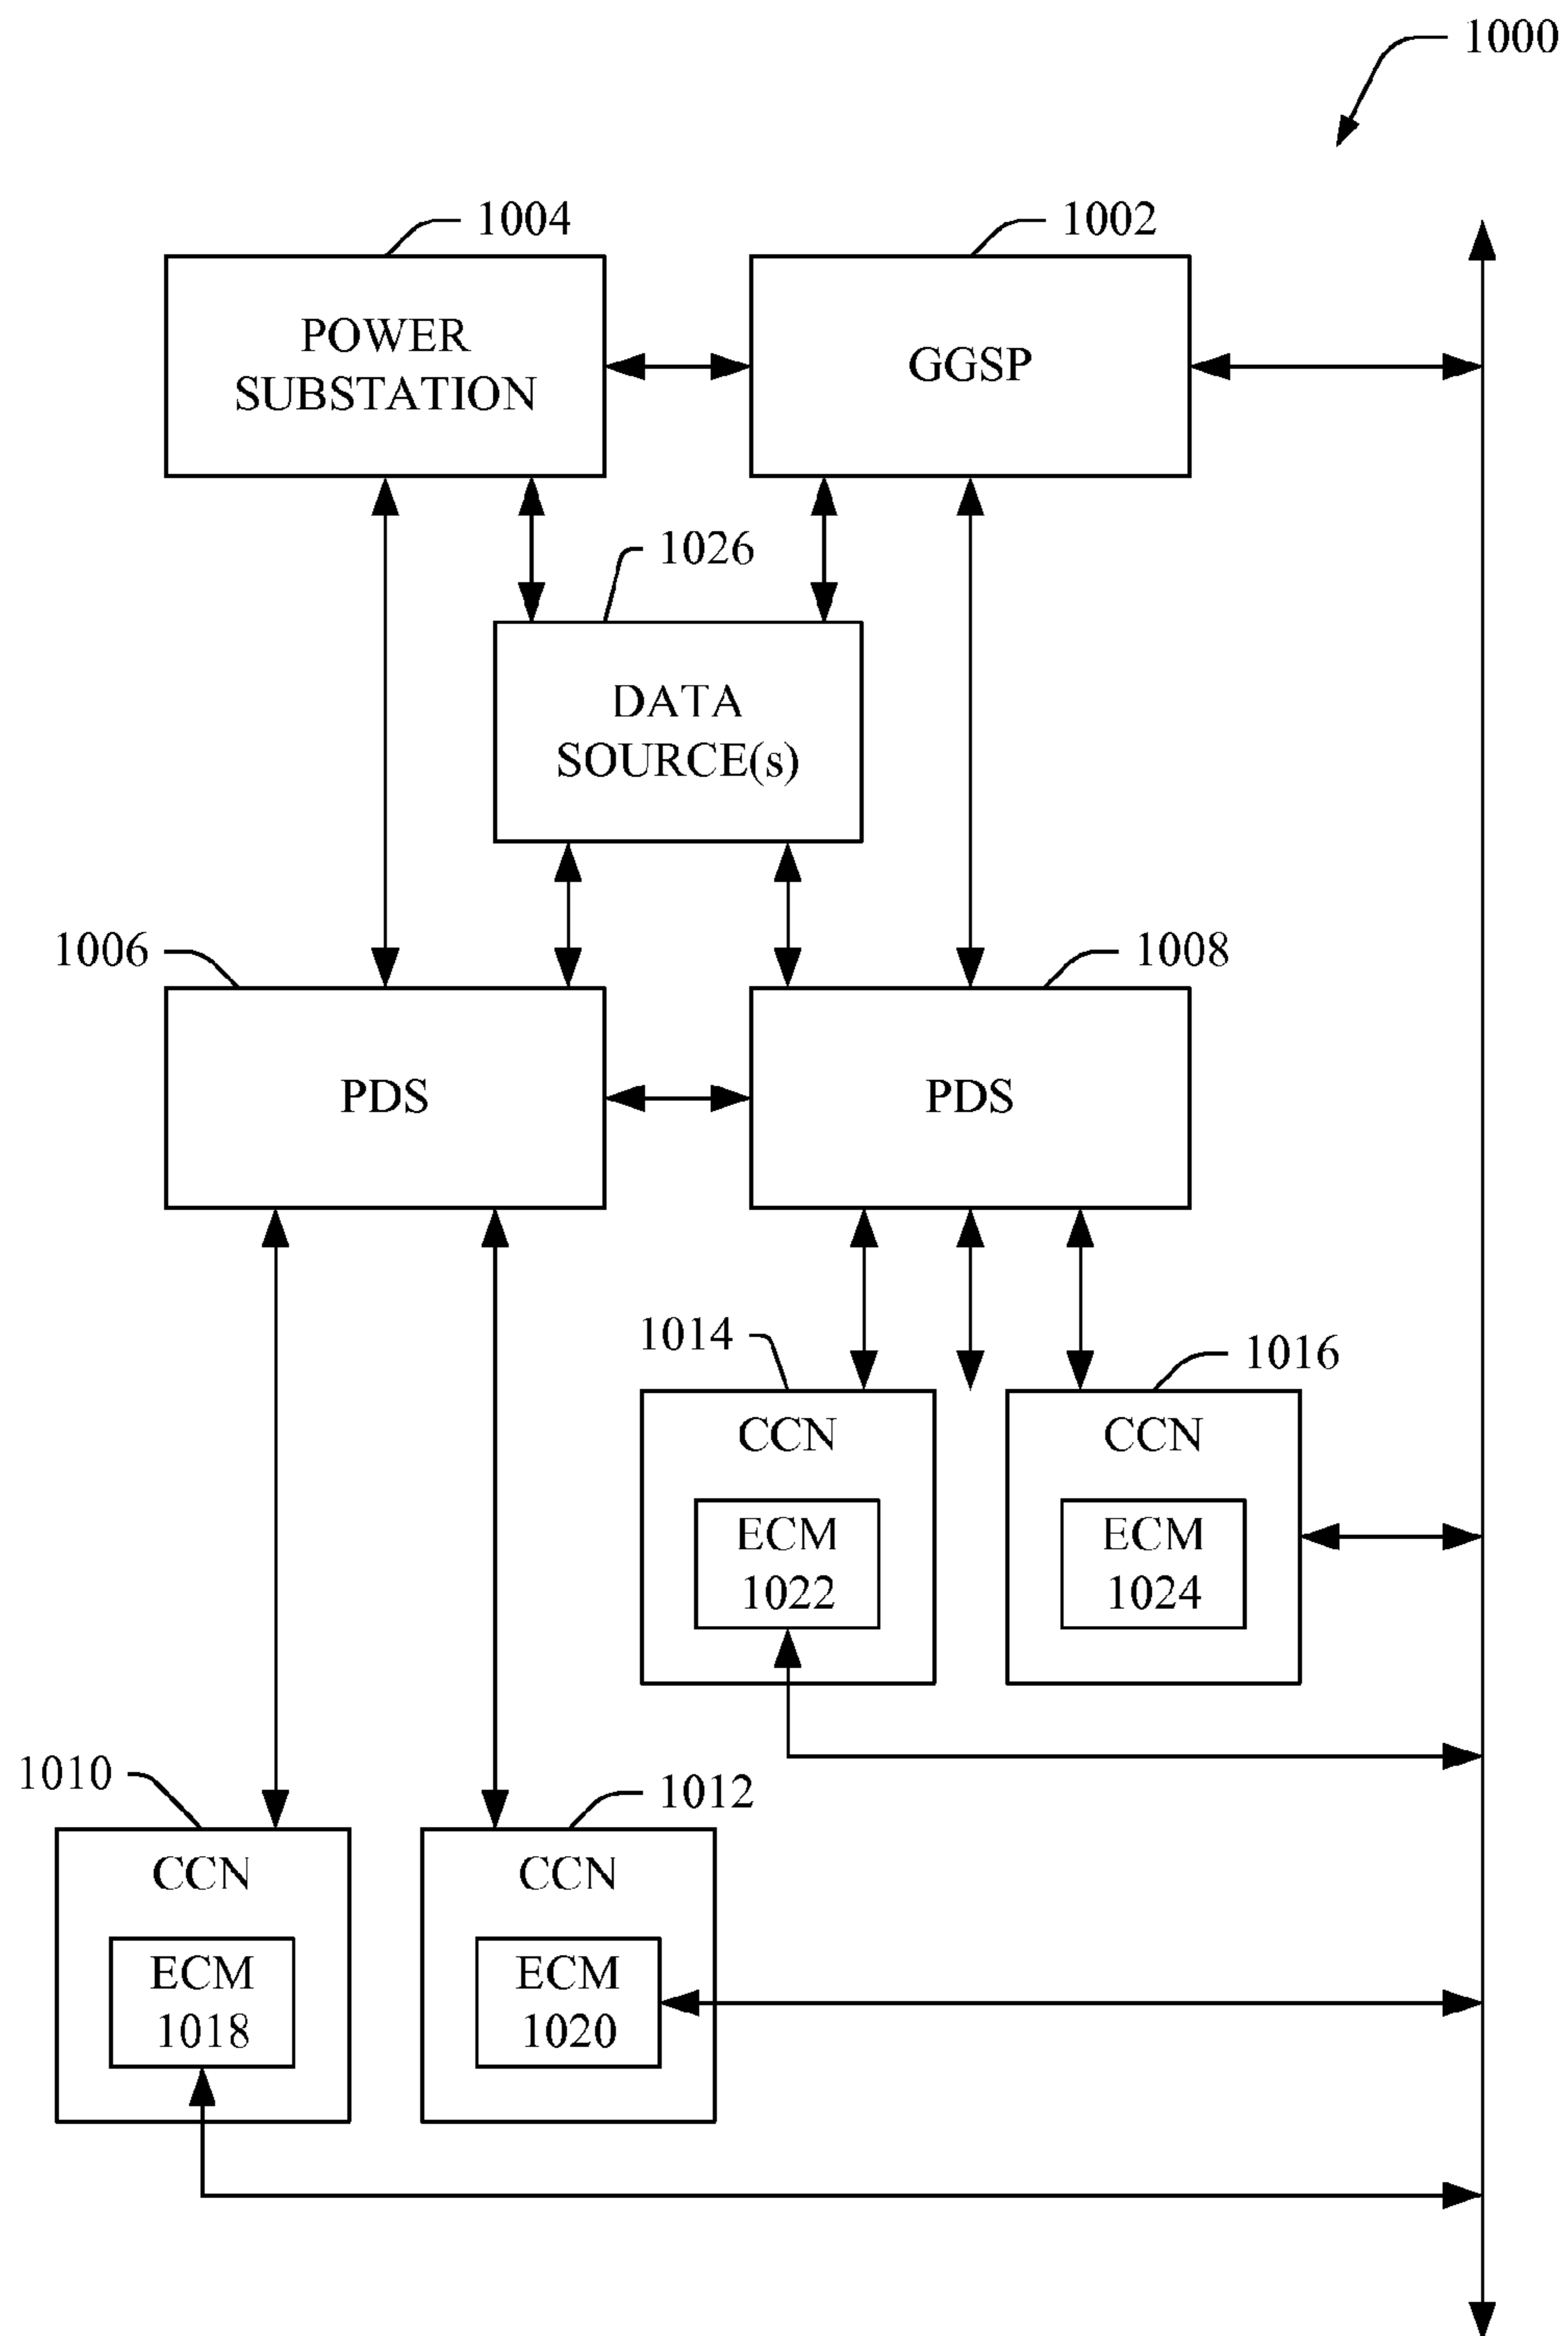 1000
1004
1002
POWER
SUBSTATION
GGSP
1026
DATA
SOURCE(s)
1006
1008
PDS
PDS
1014
1016
CCN
ECM
1022
CCN
ECM
1024
1010
1012
CCN
ECM
1018
CCN
ECM
1020